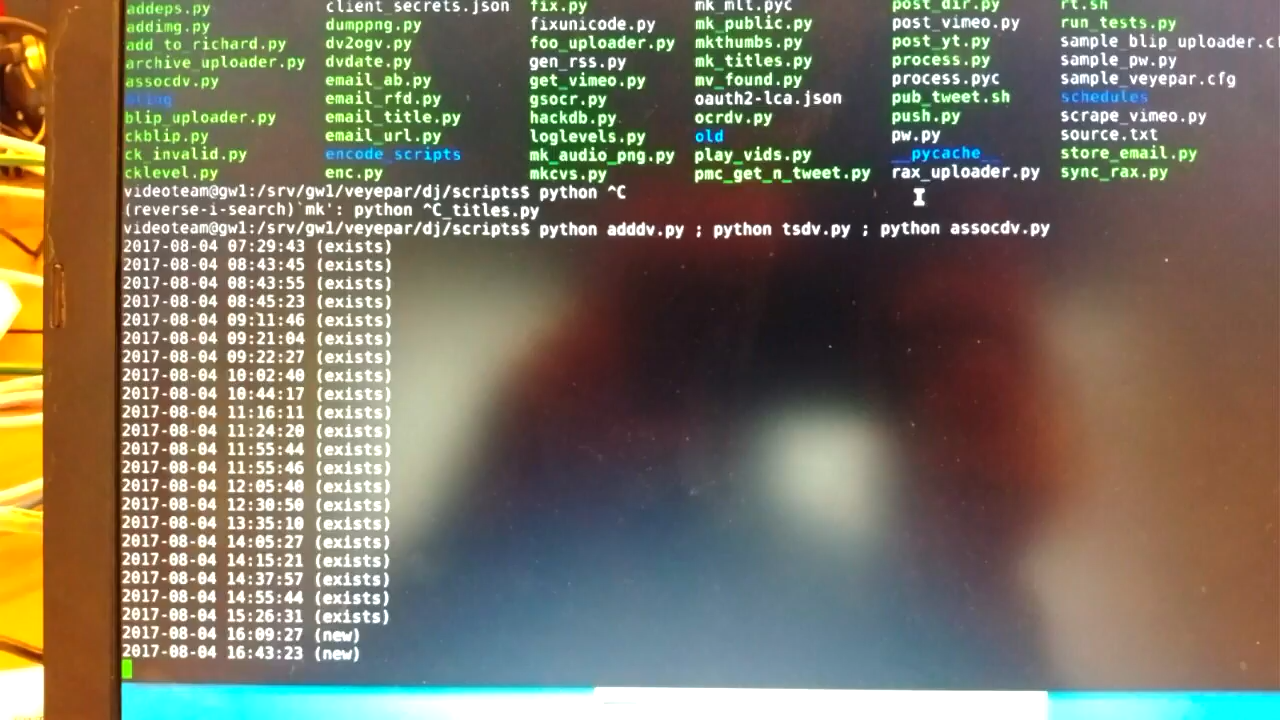 addeps.py client_secrets.json fix.py mk_mlt.pyc post_dir.py rt.sh
addimg.py dumppng.py fixunicode.py mk_public.py post_vimeo.py run_tests.py
add_to_richard.py dv2ogv.py foo_uploader.py mkthumbs.py post_yt.py sample_blip_uploader.cf
archive_uploader.py dvdate.py gen_rss.py mk_titles.py process.py sample_pw.py
assocdv.py email_ab.py get_vimeo.py mv_found.py process.pyc sample_veyepar.cfg
bling email_rfd.py gsocr.py oauth2-lca.json pub_tweet.sh schedules
blip_uploader.py email_title.py hackdb.py ocrdv.py push.py scrape_vimeo.py
ckblip.py email_url.py loglevels.py old pw.py source.txt
ck_invalid.py encode_scripts mk_audio_png.py play_vids.py __pycache__ store_email.py
cklevel.py enc.py mkcvs.py pmc_get_n_tweet.py rax_uploader.py sync_rax.py
videoteam@gw1:/srv/gw1/veyepar/dj/scripts$ python ^C
(reverse-i-search)`mk': python ^C_titles.py
videoteam@gw1:/srv/gw1/veyepar/dj/scripts$ python adddv.py ; python tsdv.py ; python assocdv.py
2017-08-04 07:29:43 (exists)
2017-08-04 08:43:45 (exists)
2017-08-04 08:43:55 (exists)
2017-08-04 08:45:23 (exists)
2017-08-04 09:11:46 (exists)
2017-08-04 09:21:04 (exists)
2017-08-04 09:22:27 (exists)
2017-08-04 10:02:40 (exists)
2017-08-04 10:44:17 (exists)
2017-08-04 11:16:11 (exists)
2017-08-04 11:24:20 (exists)
2017-08-04 11:55:44 (exists)
2017-08-04 11:55:46 (exists)
2017-08-04 12:05:40 (exists)
2017-08-04 12:30:50 (exists)
2017-08-04 13:35:10 (exists)
2017-08-04 14:05:27 (exists)
2017-08-04 14:15:21 (exists)
2017-08-04 14:37:57 (exists)
2017-08-04 14:55:44 (exists)
2017-08-04 15:26:31 (exists)
2017-08-04 16:09:27 (new)
2017-08-04 16:43:23 (new)